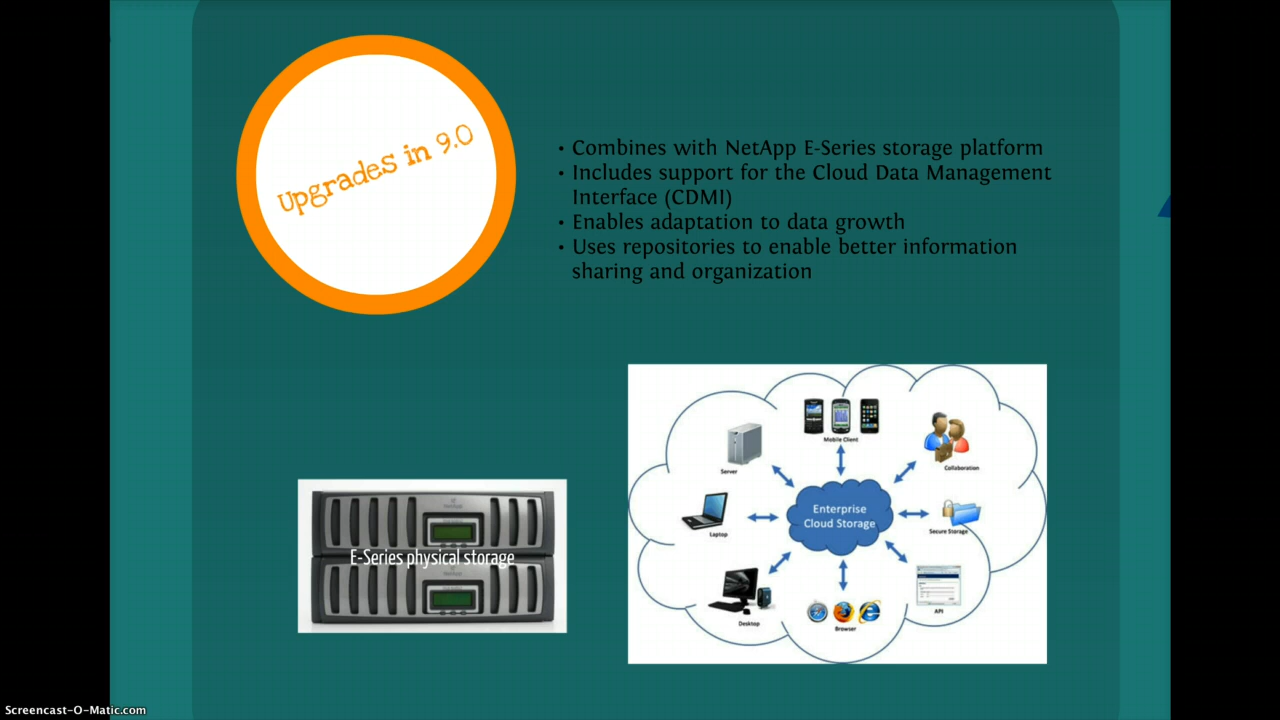 Upgrades in 9.0
• Combines with NetApp E-Series storage platform
• Includes support for the Cloud Data Management
Interface (CDMI)
• Enables adaptation to data growth
• Uses repositories to enable better information
sharing and organization
E-Series physical storage
Mobile Client
Server
Collaboration
Enterprise
Cloud Storage
Laptop
Secure Storage
Desktop
Browser
API
Screencast-O-Matic.com